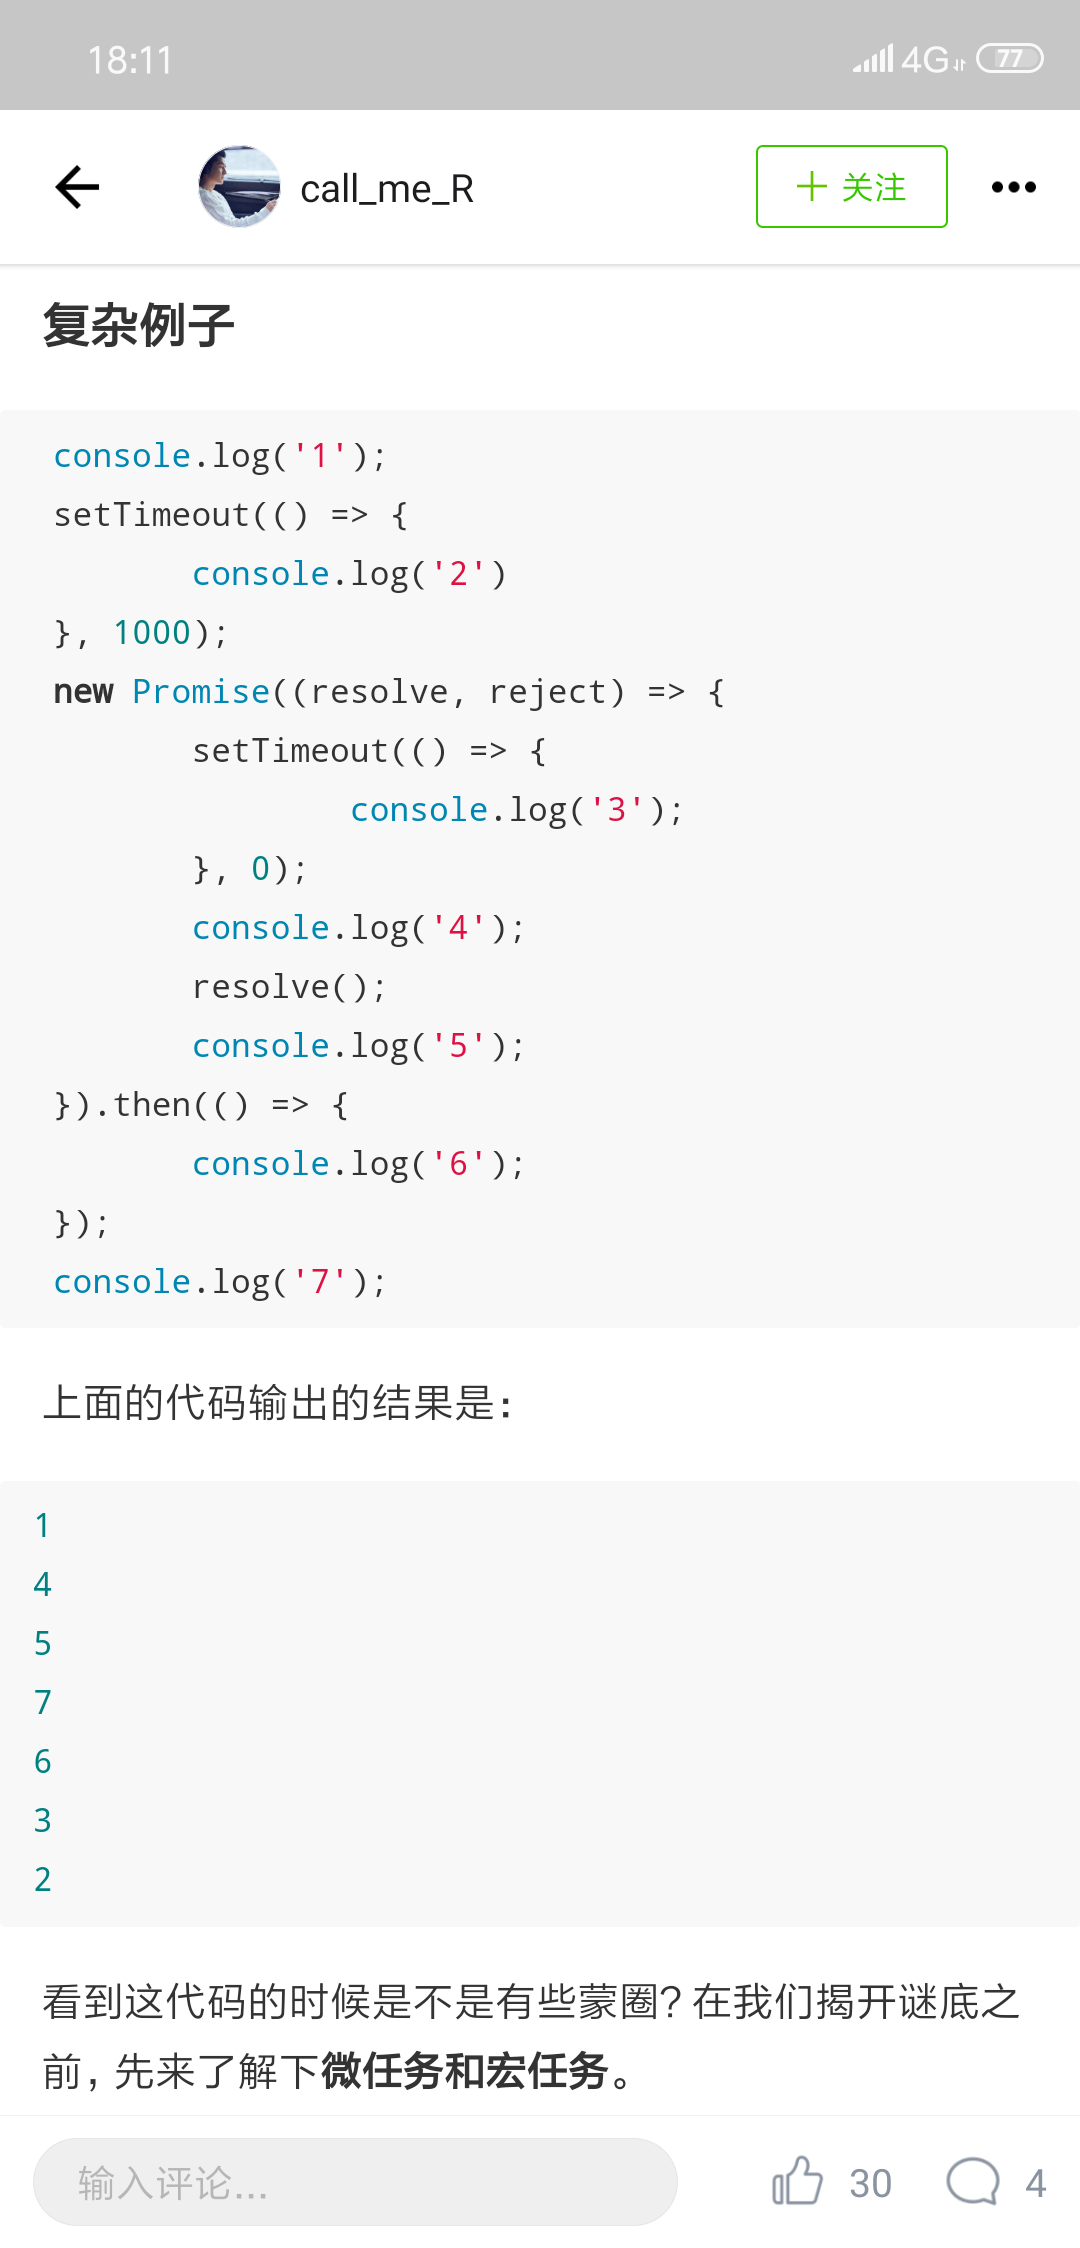 18:11 4G 77
call_me_R + 关注
复杂例子
console.log('1');
setTimeout(() => {
console.log('2')
}, 1000);
new Promise((resolve, reject) => {
setTimeout(() => {
console.log('3');
}, 0);
console.log('4');
resolve();
console.log('5');
}).then(() => {
console.log('6');
});
console.log('7');
上面的代码输出的结果是：
1
4
5
7
6
3
2
看到这代码的时候是不是有些蒙圈？在我们揭开谜底之
前，先来了解下微任务和宏任务。
输入评论... 30 4